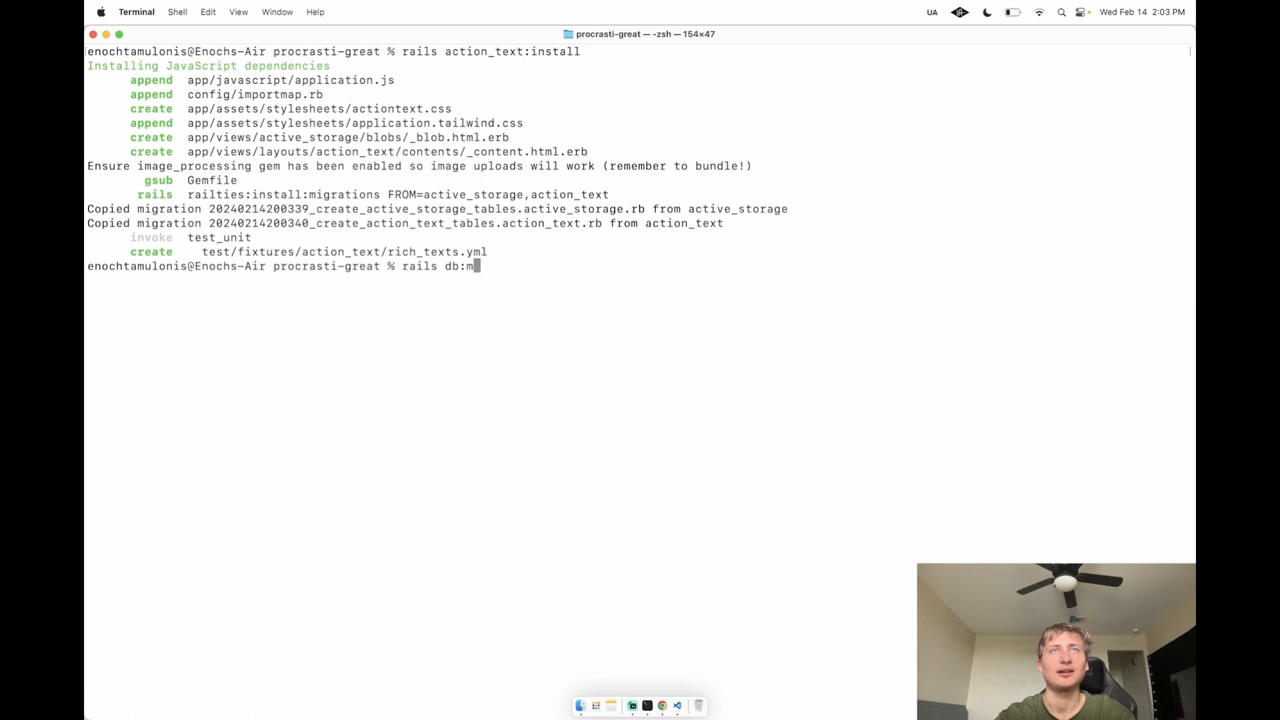 Terminal Shell Edit View Window Help UA Wed Feb 14 2:03 PM
procrasti-great — -zsh — 154×47
enochtamulonis@Enochs-Air procrasti-great % rails action_text:install
Installing JavaScript dependencies
append app/javascript/application.js
append config/importmap.rb
create app/assets/stylesheets/actiontext.css
append app/assets/stylesheets/application.tailwind.css
create app/views/active_storage/blobs/_blob.html.erb
create app/views/layouts/action_text/contents/_content.html.erb
Ensure image_processing gem has been enabled so image uploads will work (remember to bundle!)
gsub Gemfile
rails railties:install:migrations FROM=active_storage,action_text
Copied migration 20240214200339_create_active_storage_tables.active_storage.rb from active_storage
Copied migration 20240214200340_create_action_text_tables.action_text.rb from action_text
invoke test_unit
create test/fixtures/action_text/rich_texts.yml
enochtamulonis@Enochs-Air procrasti-great % rails db:m